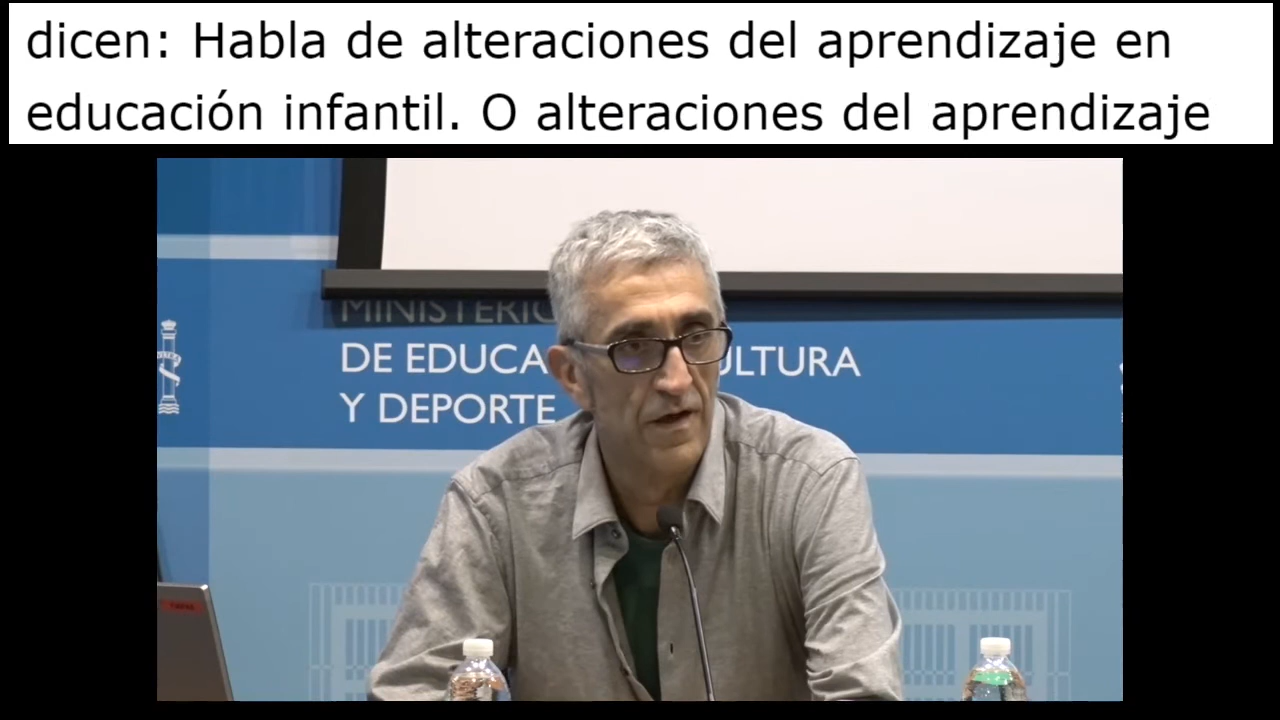 dicen: Habla de alteraciones del aprendizaje en
educación infantil. O alteraciones del aprendizaje
MINISTERIO
DE EDUCA ULTURA
Y DEPORTE